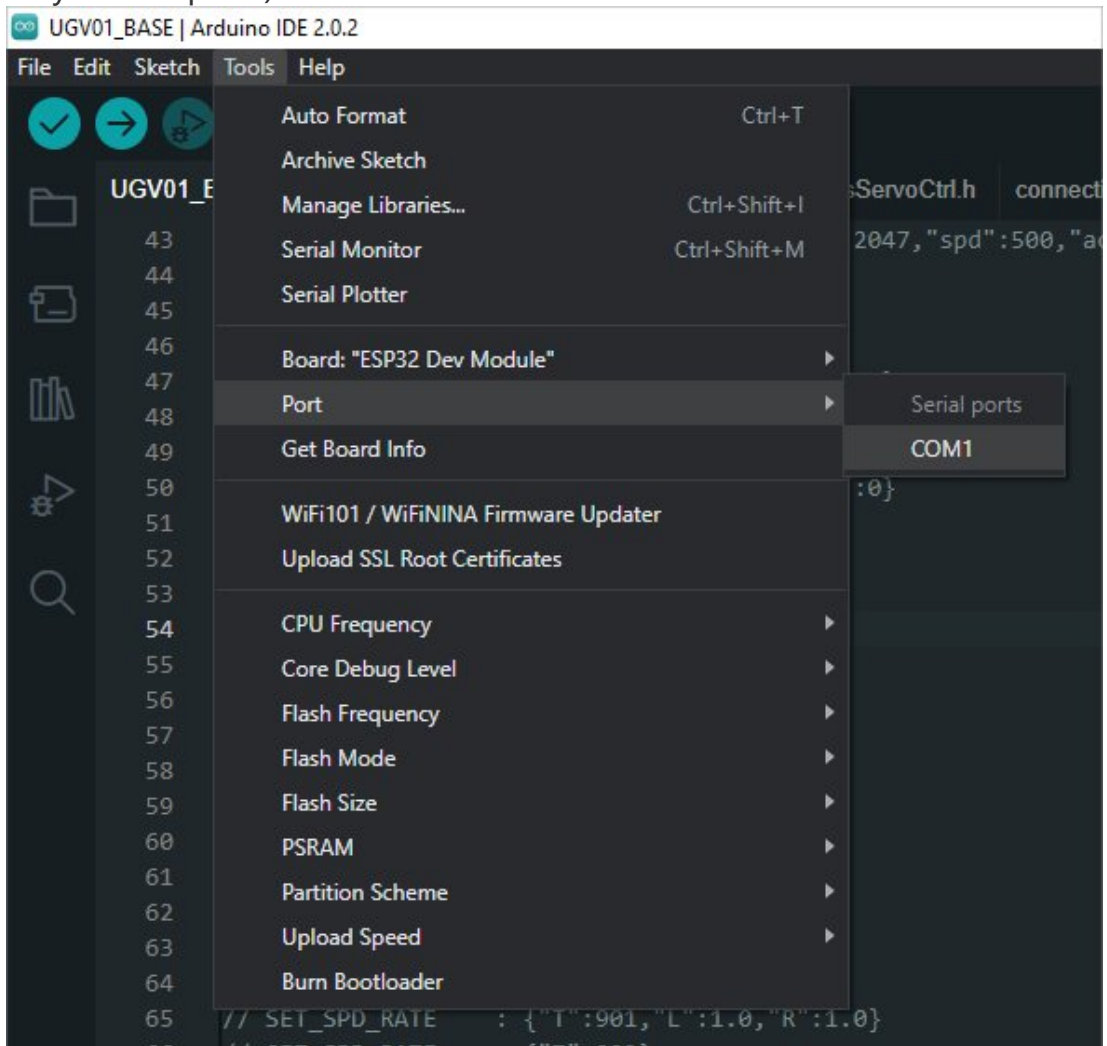 UGV01_BASE | Arduino IDE 2.0.2
File Edit Sketch Tools Help
Auto Format Ctrl+T
Archive Sketch
UGV01_B sServoCtrl.h connecti
Manage Libraries... Ctrl+Shift+I
43 2047,"spd":500,"ac
Serial Monitor Ctrl+Shift+M
44
Serial Plotter
45
46
Board: "ESP32 Dev Module"
47
Port Serial ports
48
Get Board Info COM1
49
50 :0}
WiFi101 / WiFiNINA Firmware Updater
51
52
Upload SSL Root Certificates
53
54
CPU Frequency
55
Core Debug Level
56
Flash Frequency
57
58
Flash Mode
59
Flash Size
60
PSRAM
61
Partition Scheme
62
63
Upload Speed
64
Burn Bootloader
65 // SET_SPD_RATE : {"T":901,"L":1.0,"R":1.0}